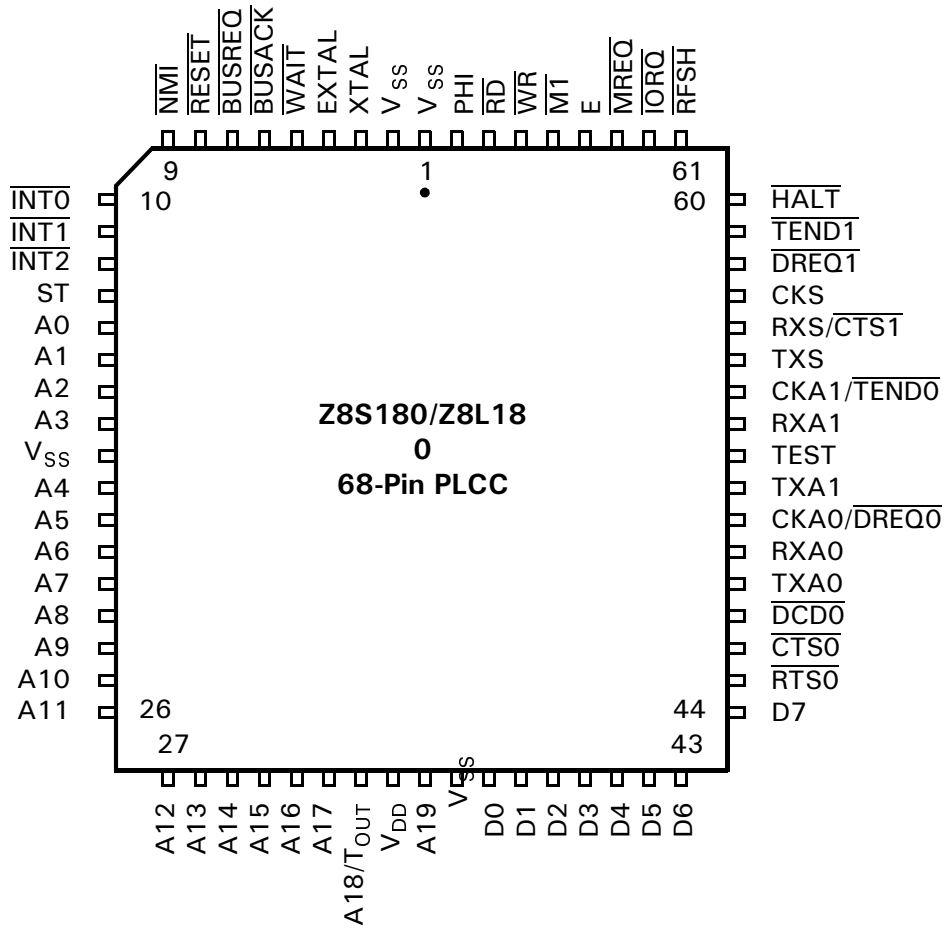 NMI
RESET
BUSREQ
BUSACK
WAIT
EXTAL
XTAL
VSS
VSS
PHI
RD
WR
M1
E
MREQ
IORQ
RFSH
9
1
61
10
60
INT0
INT1
INT2
ST
A0
A1
A2
A3
VSS
A4
A5
A6
A7
A8
A9
A10
A11
Z8S180/Z8L18
0
68-Pin PLCC
HALT
TEND1
DREQ1
CKS
RXS/CTS1
TXS
CKA1/TEND0
RXA1
TEST
TXA1
CKA0/DREQ0
RXA0
TXA0
DCD0
CTS0
RTS0
D7
26
44
27
43
A12
A13
A14
A15
A16
A17
A18/TOUT
VDD
A19
VSS
D0
D1
D2
D3
D4
D5
D6